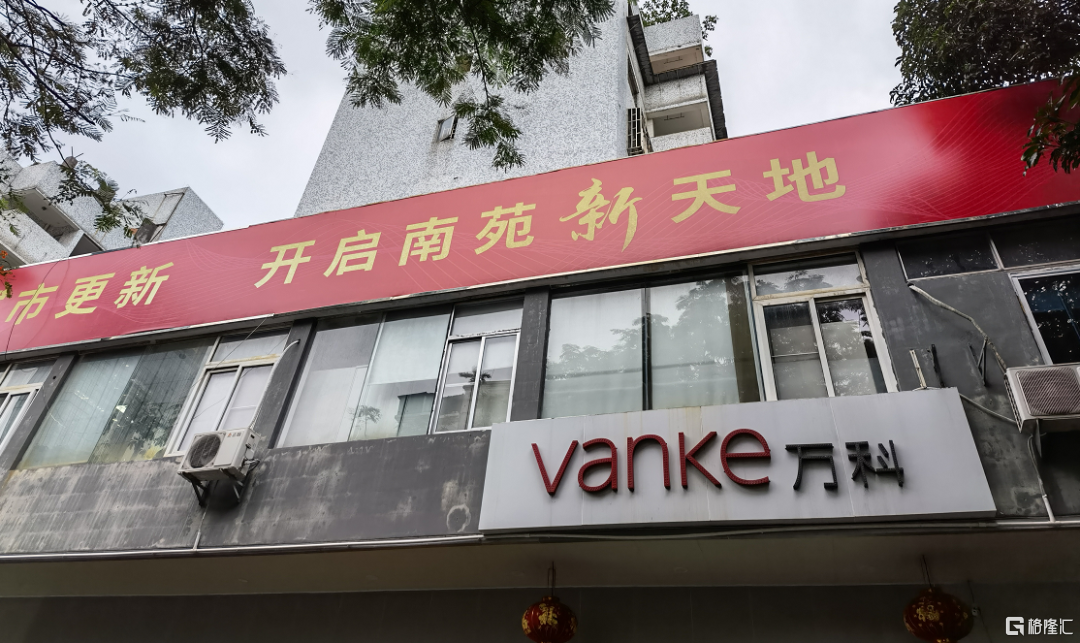 市更新 开启南苑新天地
vanke 万科
格隆汇